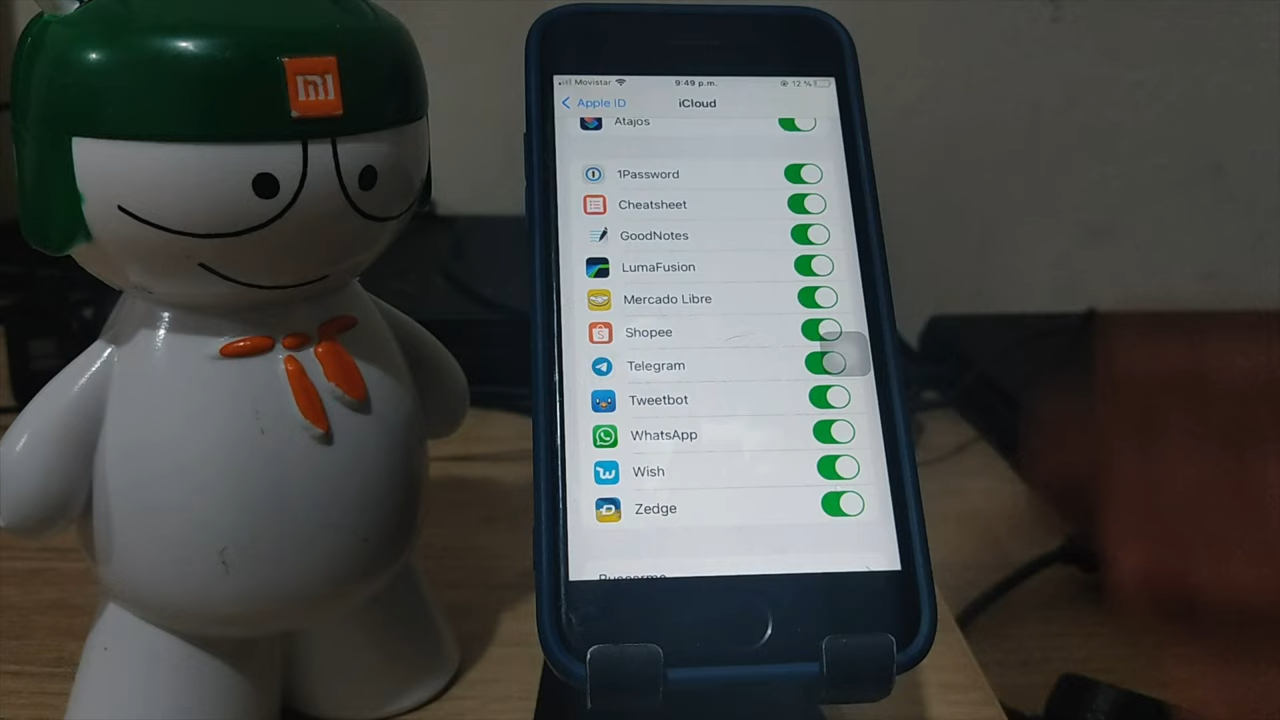 mi
Movistar 9:49 p.m. 12 %
Apple ID iCloud
Atajos
1Password
Cheatsheet
GoodNotes
LumaFusion
Mercado Libre
Shopee
Telegram
Tweetbot
WhatsApp
Wish
Zedge